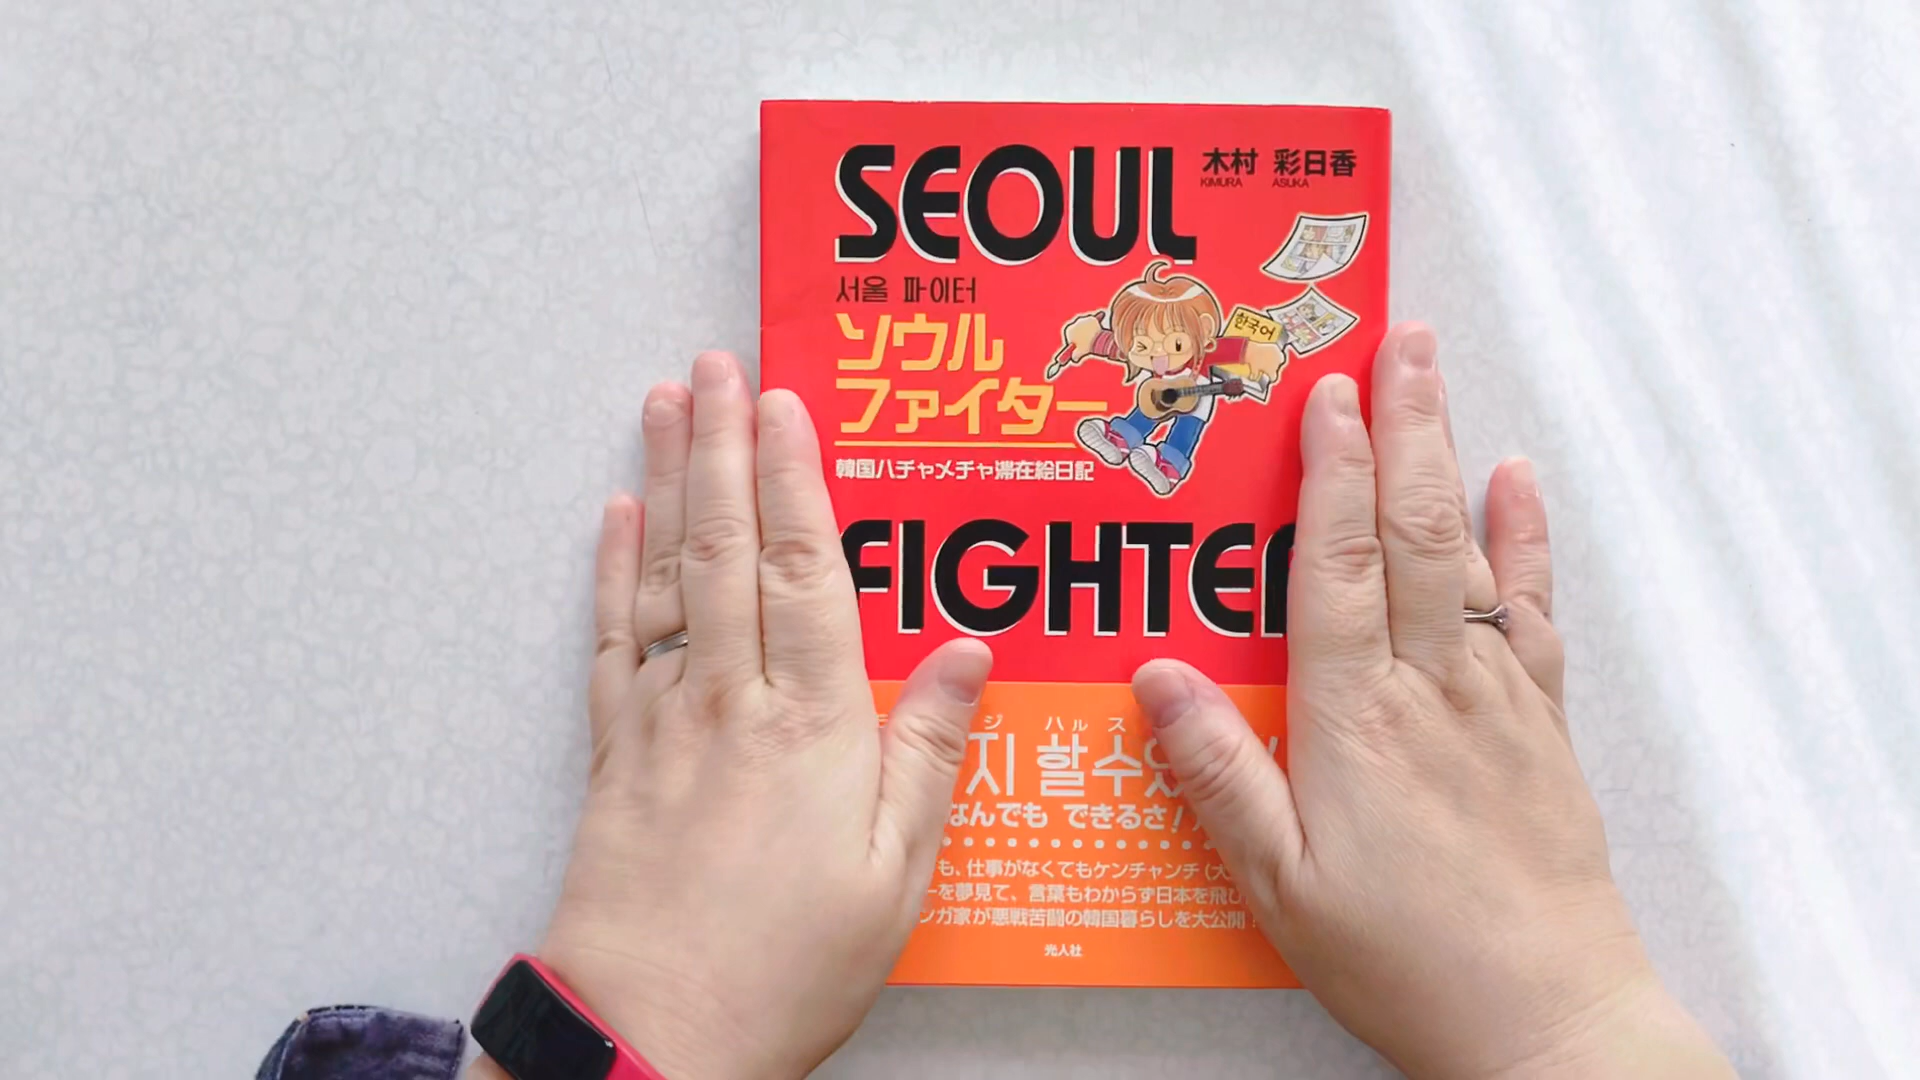 SEOUL
木村 彩日香
KIMURA ASUKA
서울 파이터
ソウル
ファイター
한국어
韓国ハチャメチャ滞在絵日記
FIGHTE
ジ ハルス
지 할수
なんでも できるさ!
も、仕事がなくてもケンチャンチ(大
ーを夢見て、言葉もわからず日本を飛び
ンガ家が悪戦苦闘の韓国暮らしを大公開!
光人社